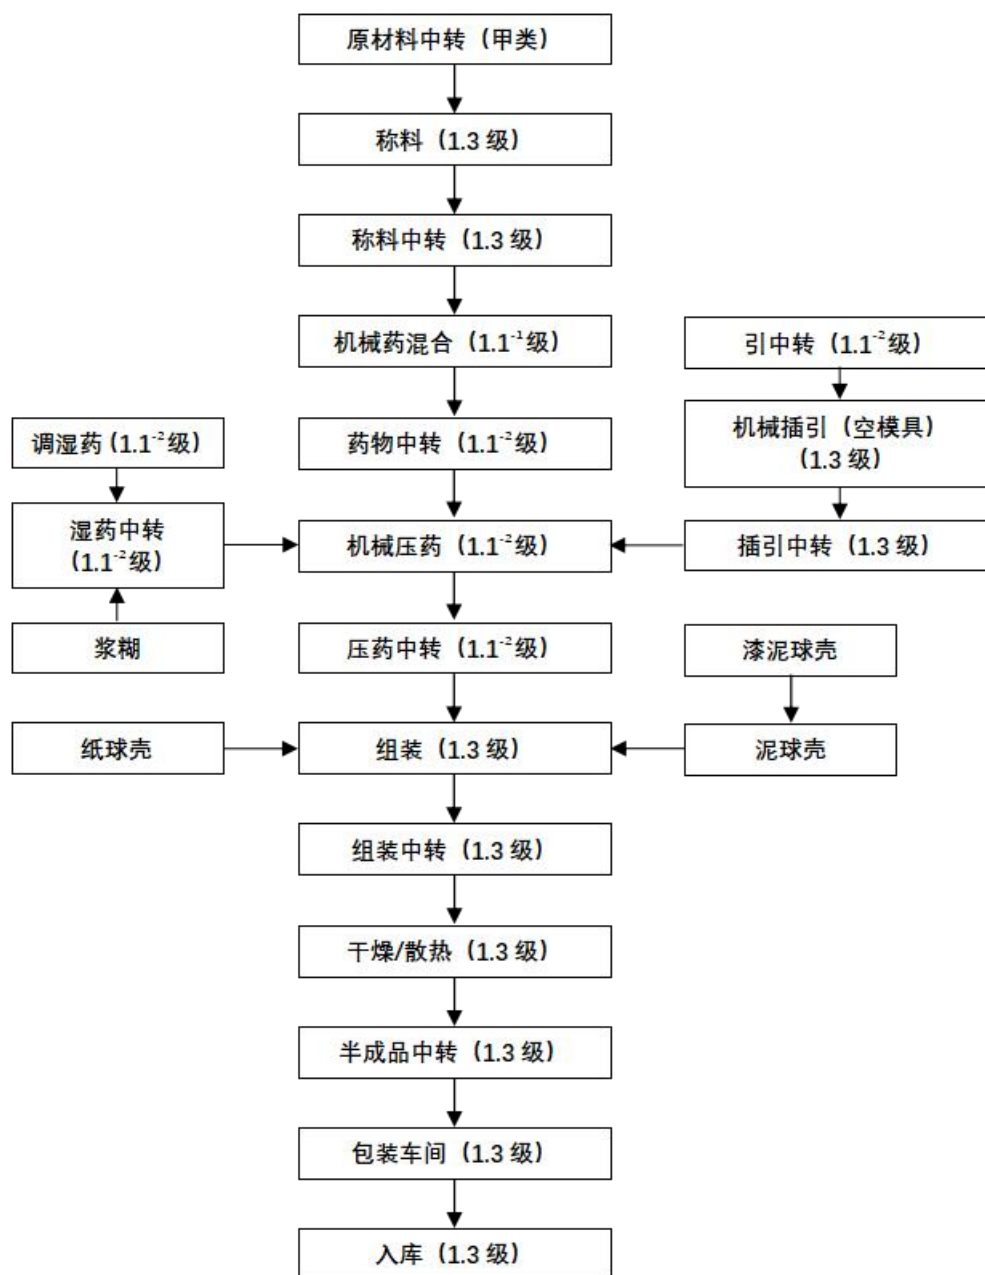 原材料中转（甲类）
称料（1.3 级）
称料中转（1.3 级）
机械药混合（1.1⁻¹级）
引中转（1.1⁻²级）
调湿药 (1.1⁻²级）
药物中转（1.1⁻²级）
机械插引（空模具）
（1.3 级）
湿药中转
（1.1⁻²级）
机械压药（1.1⁻²级）
插引中转（1.3 级）
浆糊
压药中转（1.1⁻²级）
漆泥球壳
纸球壳
组装（1.3 级）
泥球壳
组装中转（1.3 级）
干燥/散热（1.3 级）
半成品中转（1.3 级）
包装车间（1.3 级）
入库（1.3 级）